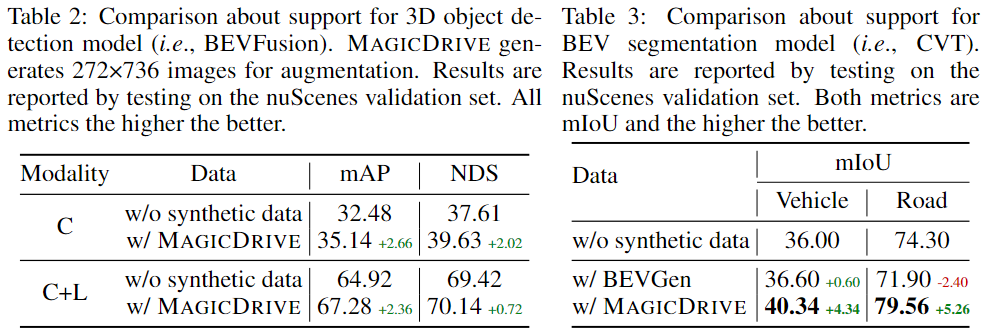 Table 2: Comparison about support for 3D object de-
tection model (i.e., BEVFusion). MAGICDRIVE gen-
erates 272×736 images for augmentation. Results are
reported by testing on the nuScenes validation set. All
metrics the higher the better.
Modality Data mAP NDS
C
w/o synthetic data 32.48 37.61
w/ MAGICDRIVE 35.14 +2.66 39.63 +2.02
C+L
w/o synthetic data 64.92 69.42
w/ MAGICDRIVE 67.28 +2.36 70.14 +0.72
Table 3: Comparison about support for
BEV segmentation model (i.e., CVT).
Results are reported by testing on the
nuScenes validation set. Both metrics are
mIoU and the higher the better.
Data
mIoU
Vehicle Road
w/o synthetic data 36.00 74.30
w/ BEVGen 36.60 +0.60 71.90 -2.40
w/ MAGICDRIVE 40.34 +4.34 79.56 +5.26